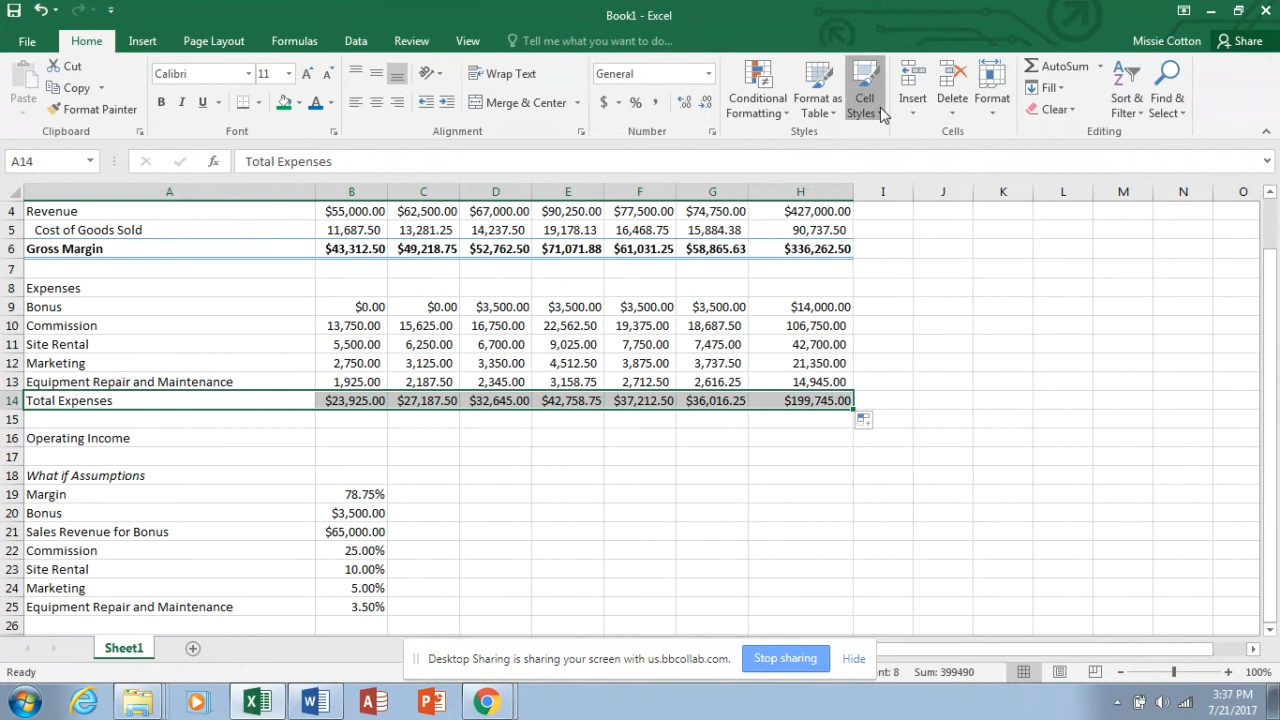 Book1 - Excel
File Home Insert Page Layout Formulas Data Review View Tell me what you want to do... Missie Cotton Share
Paste Cut Copy Format Painter Clipboard
Calibri 11 B I U A Font
Wrap Text Merge & Center Alignment
General $ % , Number
Conditional Formatting Format as Table Cell Styles Styles
Insert Delete Format Cells
AutoSum Fill Clear Sort & Filter Find & Select Editing
A14 fx Total Expenses
A B C D E F G H I J K L M N O
4 Revenue $55,000.00 $62,500.00 $67,000.00 $90,250.00 $77,500.00 $74,750.00 $427,000.00
5 Cost of Goods Sold 11,687.50 13,281.25 14,237.50 19,178.13 16,468.75 15,884.38 90,737.50
6 Gross Margin $43,312.50 $49,218.75 $52,762.50 $71,071.88 $61,031.25 $58,865.63 $336,262.50
7
8 Expenses
9 Bonus $0.00 $0.00 $3,500.00 $3,500.00 $3,500.00 $3,500.00 $14,000.00
10 Commission 13,750.00 15,625.00 16,750.00 22,562.50 19,375.00 18,687.50 106,750.00
11 Site Rental 5,500.00 6,250.00 6,700.00 9,025.00 7,750.00 7,475.00 42,700.00
12 Marketing 2,750.00 3,125.00 3,350.00 4,512.50 3,875.00 3,737.50 21,350.00
13 Equipment Repair and Maintenance 1,925.00 2,187.50 2,345.00 3,158.75 2,712.50 2,616.25 14,945.00
14 Total Expenses $23,925.00 $27,187.50 $32,645.00 $42,758.75 $37,212.50 $36,016.25 $199,745.00
15
16 Operating Income
17
18 What if Assumptions
19 Margin 78.75%
20 Bonus $3,500.00
21 Sales Revenue for Bonus $65,000.00
22 Commission 25.00%
23 Site Rental 10.00%
24 Marketing 5.00%
25 Equipment Repair and Maintenance 3.50%
26
Sheet1
Desktop Sharing is sharing your screen with us.bbcollab.com. Stop sharing Hide
Ready nt: 8 Sum: 399490 100%
3:37 PM
7/21/2017